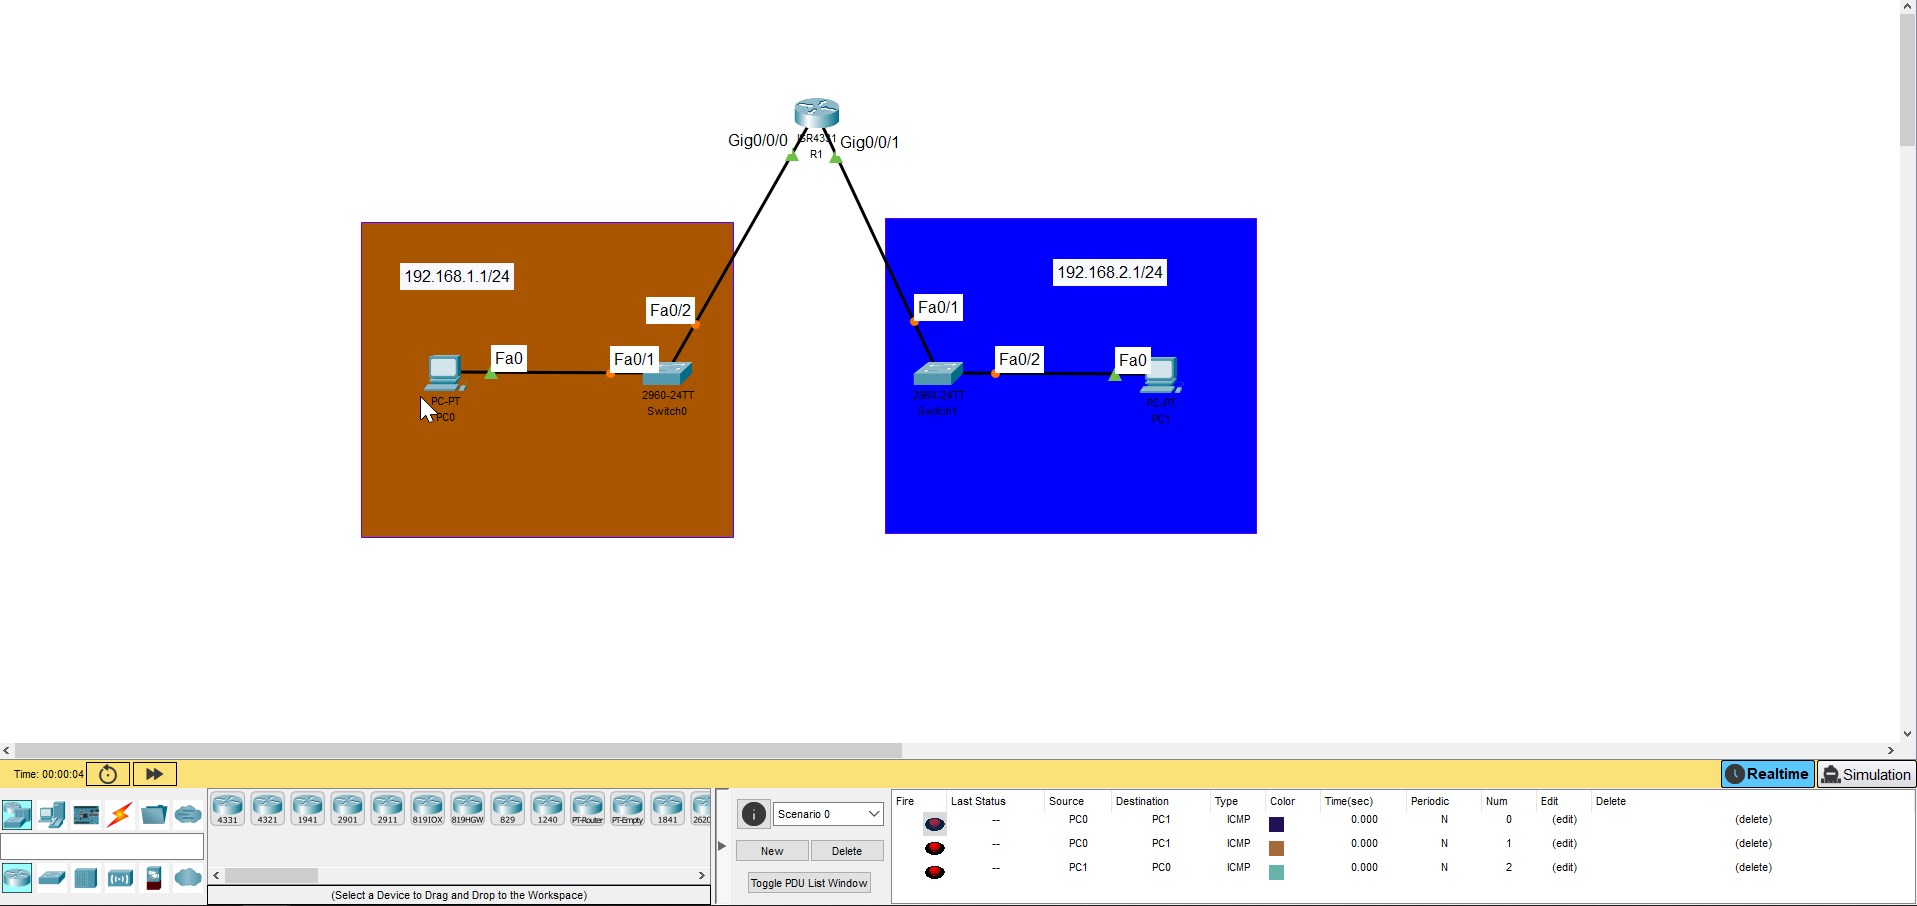 Gig0/0/0
ISR4331
Gig0/0/1
R1
192.168.1.1/24
192.168.2.1/24
Fa0/2
Fa0/1
Fa0
Fa0/1
Fa0/2
Fa0
PC-PT
PC0
2960-24TT
Switch0
2960-24TT
Switch1
PC-PT
PC1
Time: 00:00:04
Realtime
Simulation
4331
4321
1941
2901
2911
819IOX
819HGW
829
1240
PT-Router
PT-Empty
1841
2620
(Select a Device to Drag and Drop to the Workspace)
Scenario 0
New
Delete
Toggle PDU List Window
Fire Last Status Source Destination Type Color Time(sec) Periodic Num Edit Delete
-- PC0 PC1 ICMP 0.000 N 0 (edit) (delete)
-- PC0 PC1 ICMP 0.000 N 1 (edit) (delete)
-- PC1 PC0 ICMP 0.000 N 2 (edit) (delete)